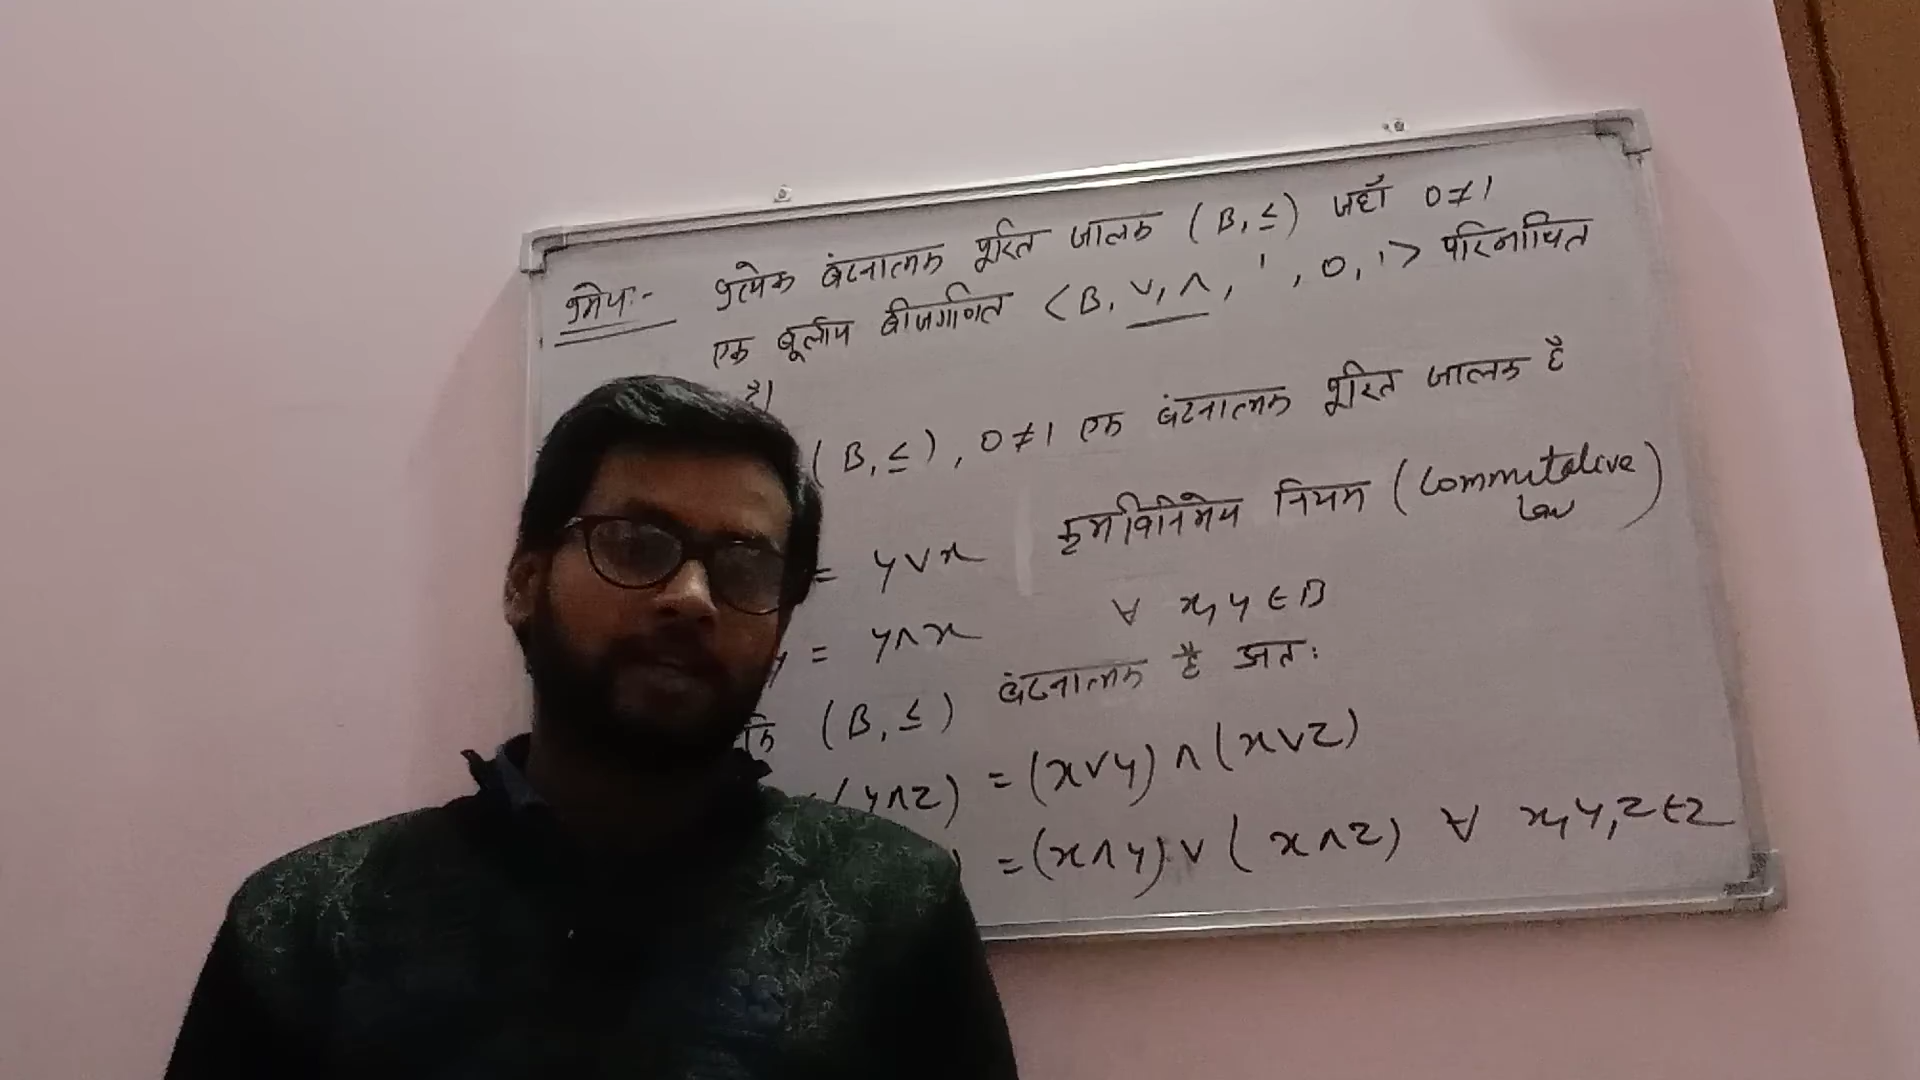 प्रमेय:- प्रत्येक बंटनात्मक पूरित जालक (B, ≤) जहाँ 0≠1
एक बूलीय बीजगणित <B, ∨, ∧, ', 0, 1> परिभाषित
है।
(B, ≤), 0≠1 एक बंटनात्मक पूरित जालक है
क्रमविनिमेय नियम (Commutative
law)
= y∨x
∀ x, y ∈ B
y = y∧x
कि (B, ≤) बंटनात्मक है अतः
(y∧z) = (x∨y) ∧ (x∨z)
) = (x∧y) ∨ (x∧z) ∀ x, y, z ∈ z